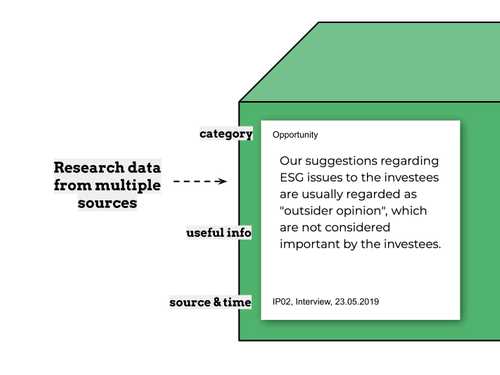 category
Opportunity
Research data
from multiple
sources
Our suggestions regarding
ESG issues to the investees
are usually regarded as
"outsider opinion", which
are not considered
important by the investees.
useful info
source & time
IP02, Interview, 23.05.2019